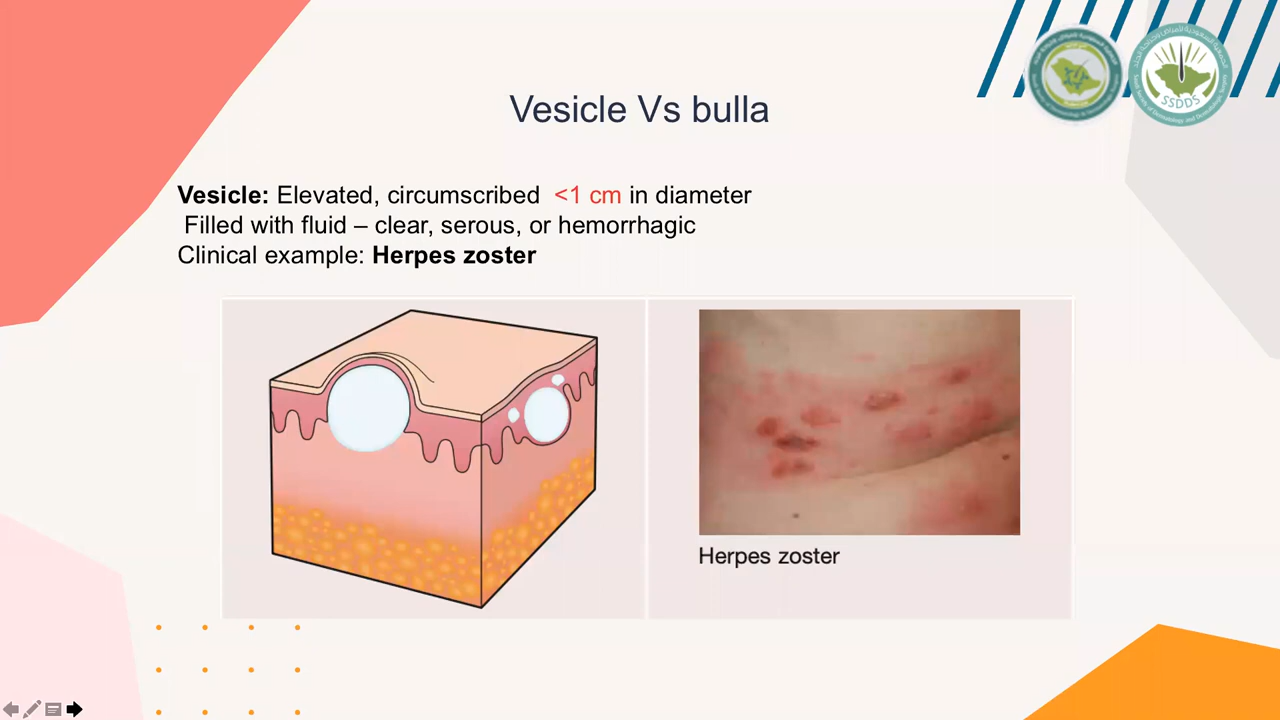 Vesicle Vs bulla
Vesicle: Elevated, circumscribed <1 cm in diameter
Filled with fluid – clear, serous, or hemorrhagic
Clinical example: Herpes zoster
Herpes zoster
SSDDS